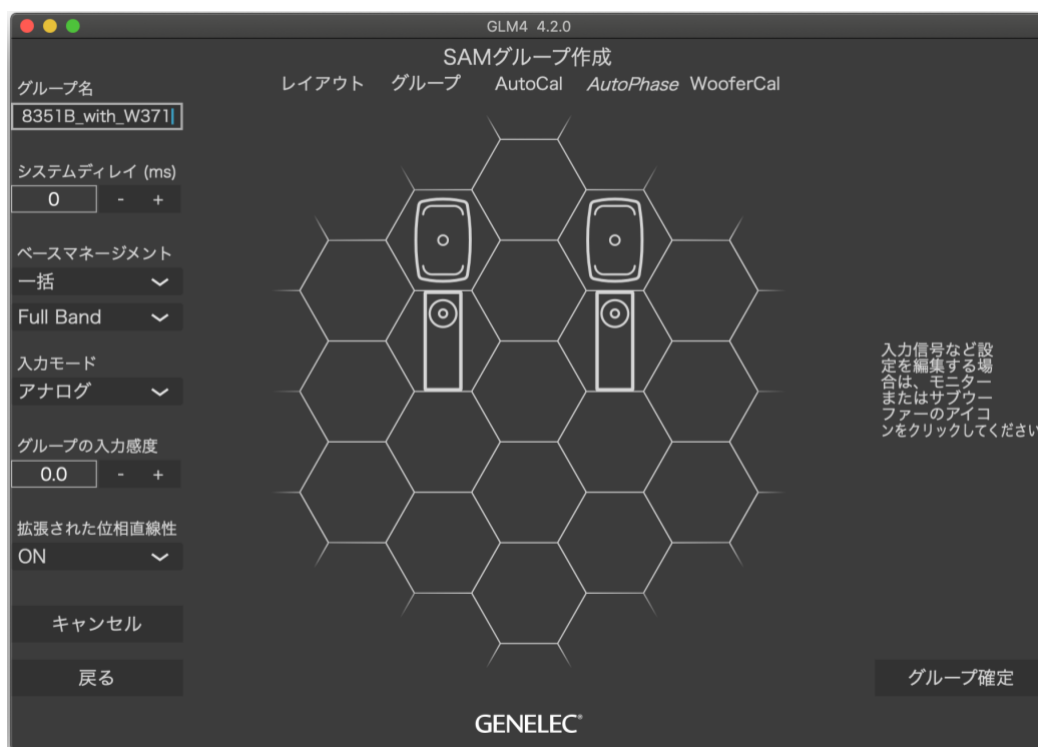 GLM4 4.2.0
SAMグループ作成
レイアウト グループ AutoCal AutoPhase WooferCal
グループ名
8351B_with_W371
システムディレイ (ms)
0 - +
ベースマネージメント
一括
Full Band
入力モード
アナログ
グループの入力感度
0.0 - +
拡張された位相直線性
ON
キャンセル
戻る
入力信号など設
定を編集する場
合は、モニター
またはサブウー
ファーのアイコ
ンをクリックしてください
グループ確定
GENELEC®